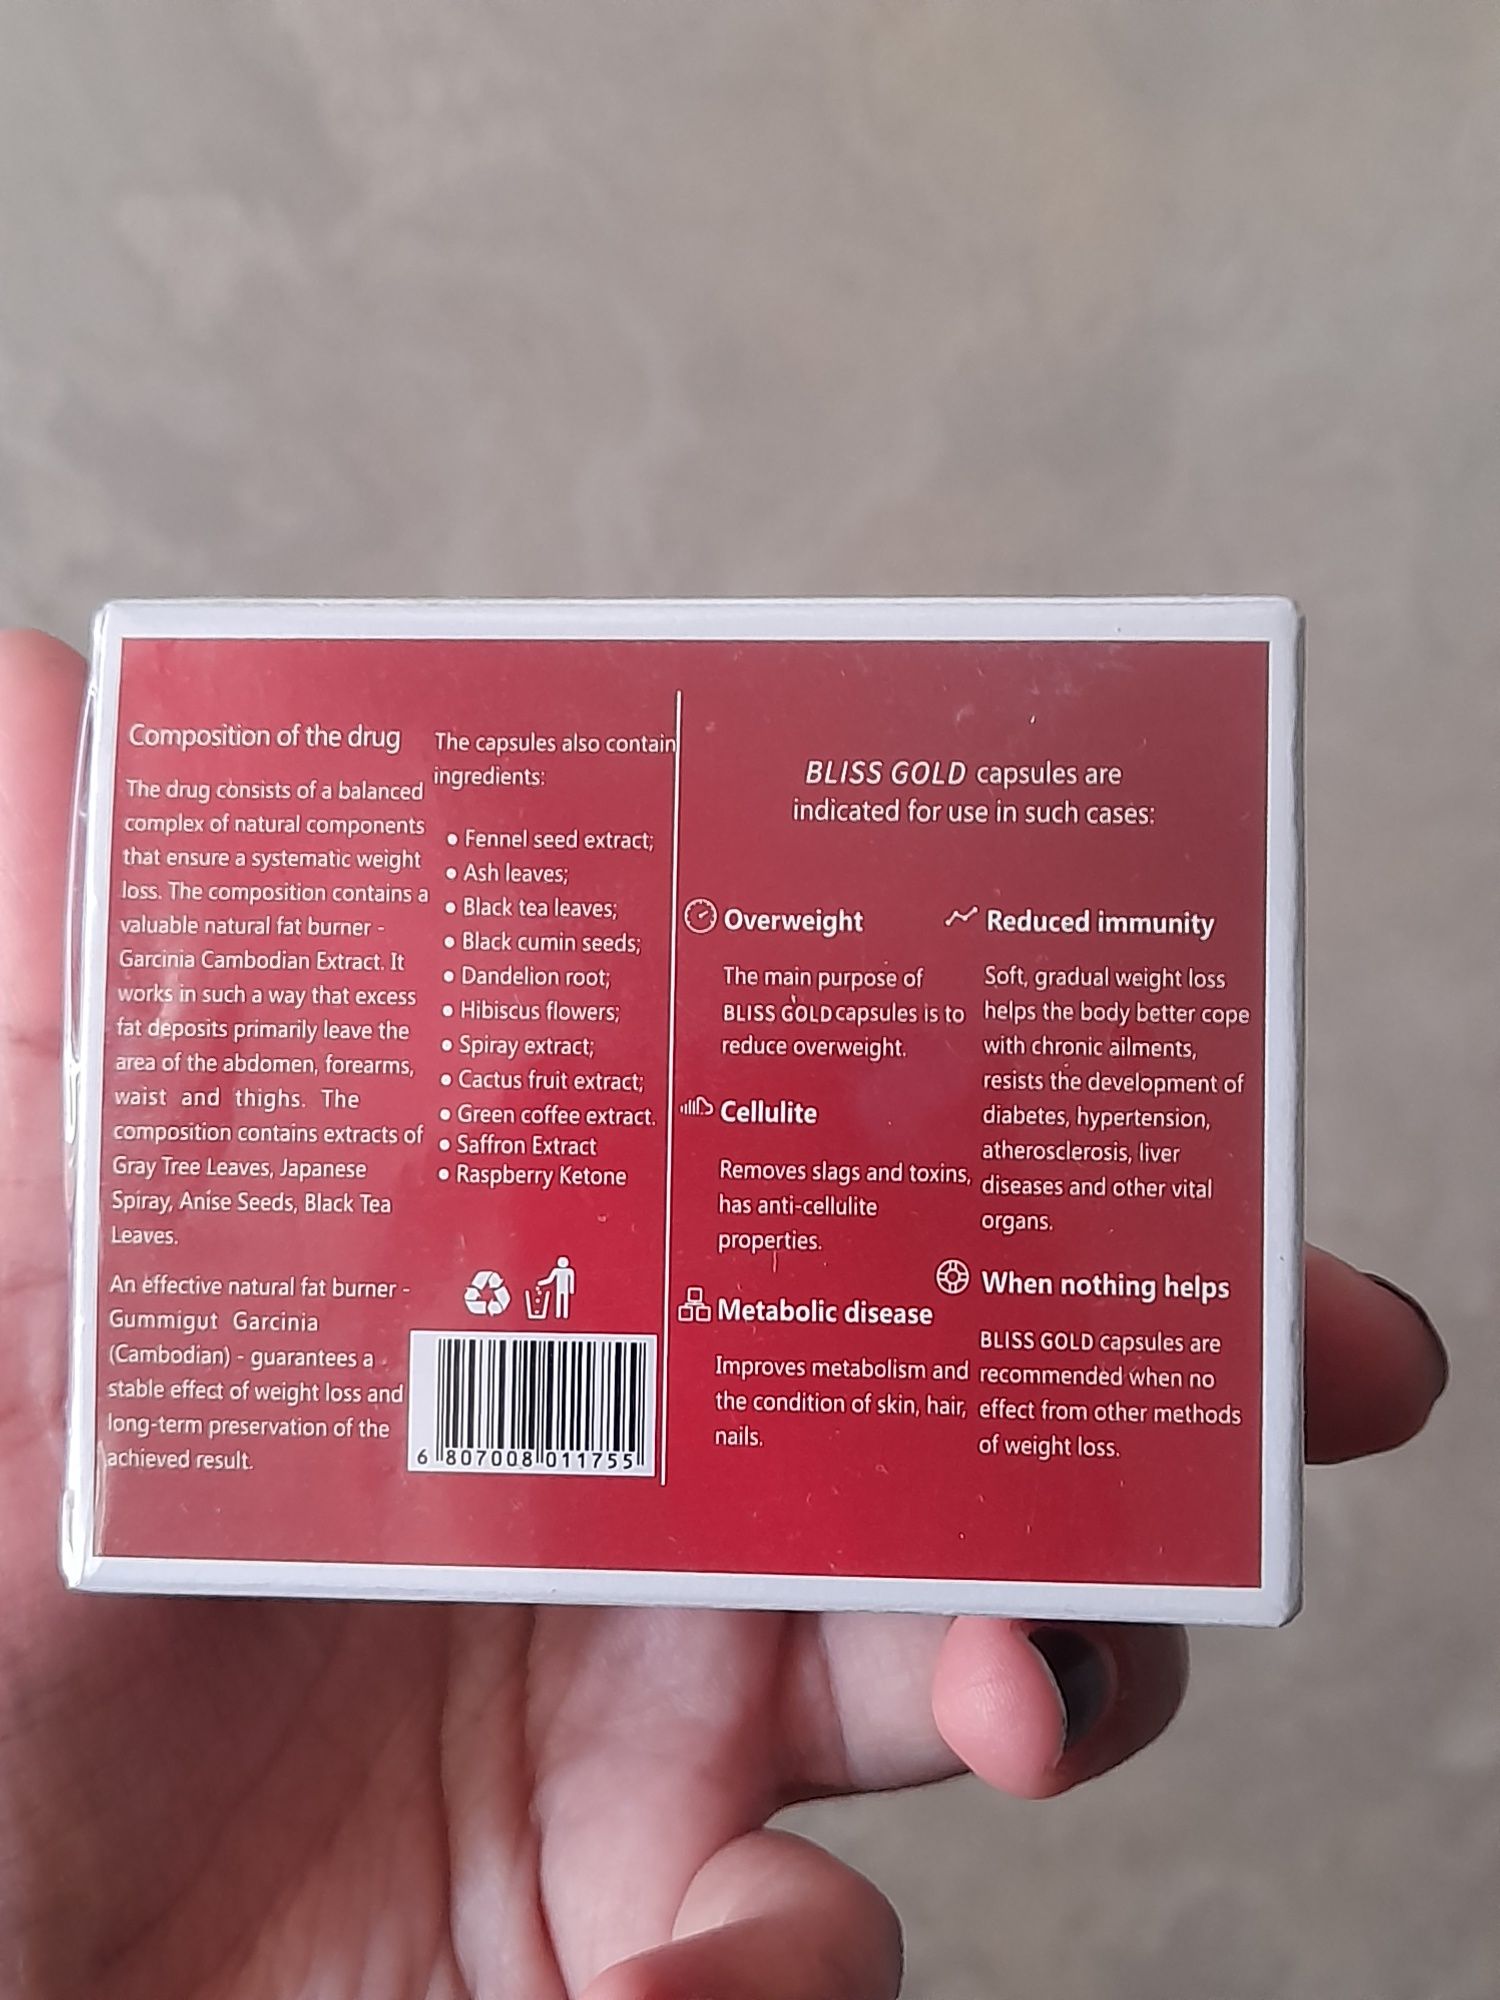 Composition of the drug
The drug consists of a balanced
complex of natural components
that ensure a systematic weight
loss. The composition contains a
valuable natural fat burner -
Garcinia Cambodian Extract. It
works in such a way that excess
fat deposits primarily leave the
area of the abdomen, forearms,
waist and thighs. The
composition contains extracts of
Gray Tree Leaves, Japanese
Spiray, Anise Seeds, Black Tea
Leaves.
An effective natural fat burner -
Gummigut Garcinia
(Cambodian) - guarantees a
stable effect of weight loss and
long-term preservation of the
achieved result.
The capsules also contain
ingredients:
• Fennel seed extract;
• Ash leaves;
• Black tea leaves;
• Black cumin seeds;
• Dandelion root;
• Hibiscus flowers;
• Spiray extract;
• Cactus fruit extract;
• Green coffee extract.
• Saffron Extract
• Raspberry Ketone
6 807008 011755
BLISS GOLD capsules are
indicated for use in such cases:
Overweight
The main purpose of
BLISS GOLD capsules is to
reduce overweight.
Cellulite
Removes slags and toxins,
has anti-cellulite
properties.
Metabolic disease
Improves metabolism and
the condition of skin, hair,
nails.
Reduced immunity
Soft, gradual weight loss
helps the body better cope
with chronic ailments,
resists the development of
diabetes, hypertension,
atherosclerosis, liver
diseases and other vital
organs.
When nothing helps
BLISS GOLD capsules are
recommended when no
effect from other methods
of weight loss.